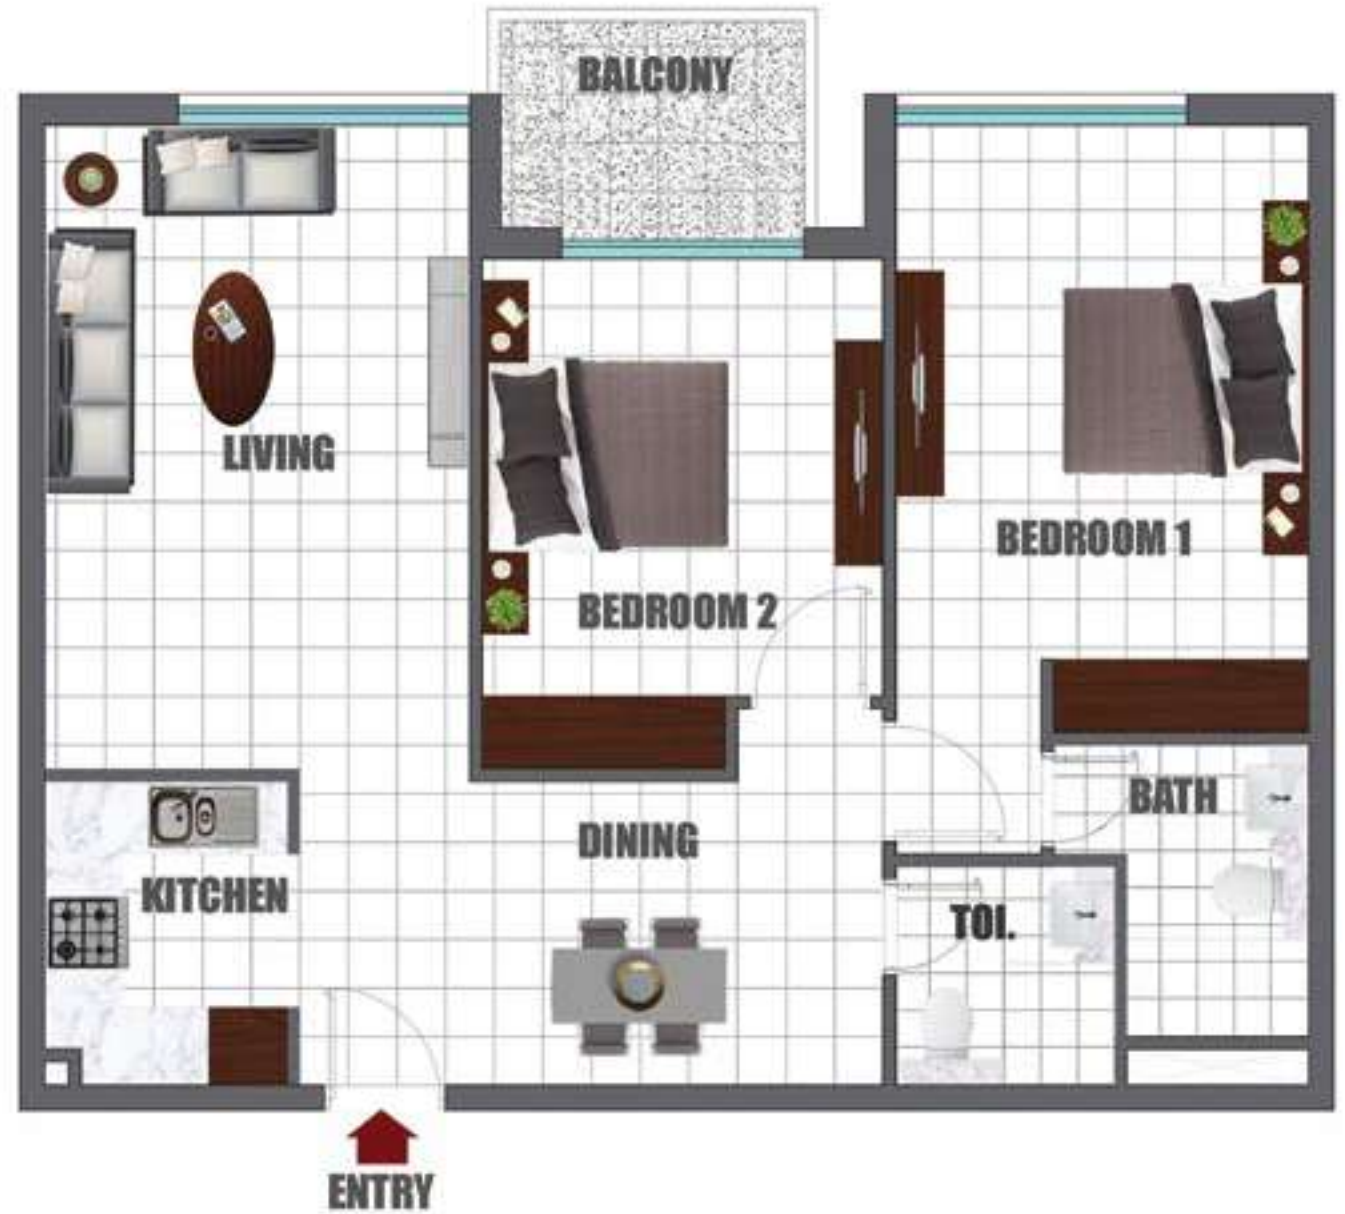 BALCONY
LIVING
BEDROOM 1
BEDROOM 2
BATH
DINING
KITCHEN
TOI.
ENTRY